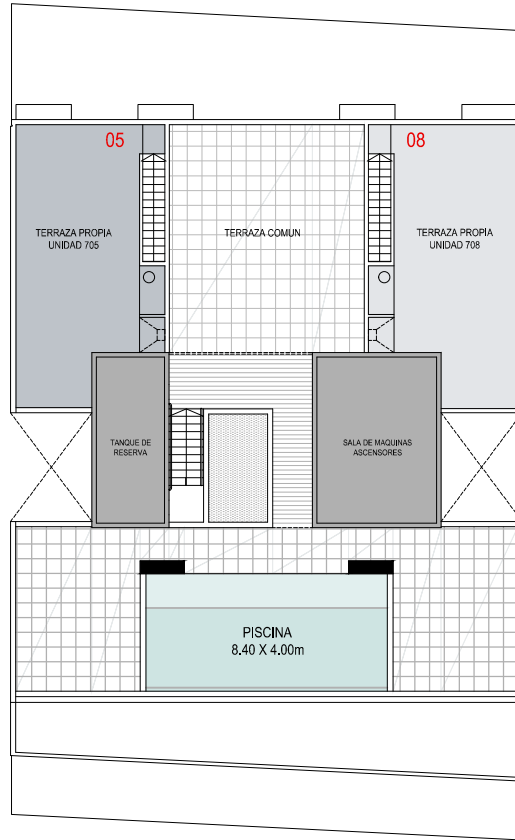 05
08
TERRAZA PROPIA
UNIDAD 705
TERRAZA COMUN
TERRAZA PROPIA
UNIDAD 708
TANQUE DE
RESERVA
SALA DE MAQUINAS
ASCENSORES
PISCINA
8.40 X 4.00m